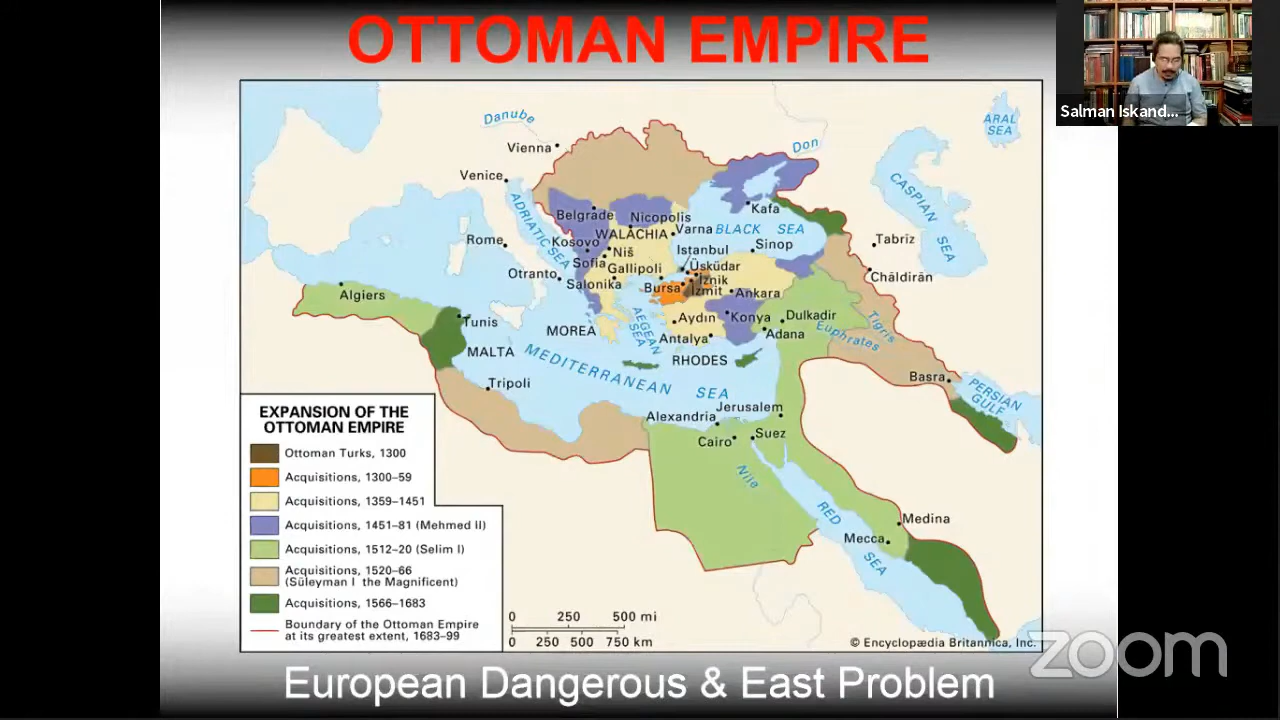 OTTOMAN EMPIRE
Salman Iskand...
Danube
Vienna
Venice
Don
ARAL
SEA
CASPIAN SEA
ADRIATIC SEA
Belgrade
Nicopolis
Kafa
WALACHIA
Varna
BLACK SEA
Rome
Kosovo
Niš
Sofia
Istanbul
Sinop
Tabrīz
Otranto
Gallipoli
Üsküdar
Chāldirān
Salonika
Bursa
İznik
İzmit
Ankara
Algiers
Tunis
MOREA
AEGEAN
SEA
Aydın
Konya
Dulkadir
Antalya
Adana
Euphrates
Tigris
MALTA
MEDITERRANEAN SEA
RHODES
Tripoli
Basra
PERSIAN
GULF
Alexandria
Jerusalem
Cairo
Suez
Nile
RED
SEA
Medina
Mecca
EXPANSION OF THE
OTTOMAN EMPIRE
Ottoman Turks, 1300
Acquisitions, 1300–59
Acquisitions, 1359–1451
Acquisitions, 1451–81 (Mehmed II)
Acquisitions, 1512–20 (Selim I)
Acquisitions, 1520–66
(Süleyman I the Magnificent)
Acquisitions, 1566–1683
Boundary of the Ottoman Empire
at its greatest extent, 1683–99
0 250 500 mi
0 250 500 750 km
© Encyclopædia Britannica, Inc.
zoom
European Dangerous & East Problem